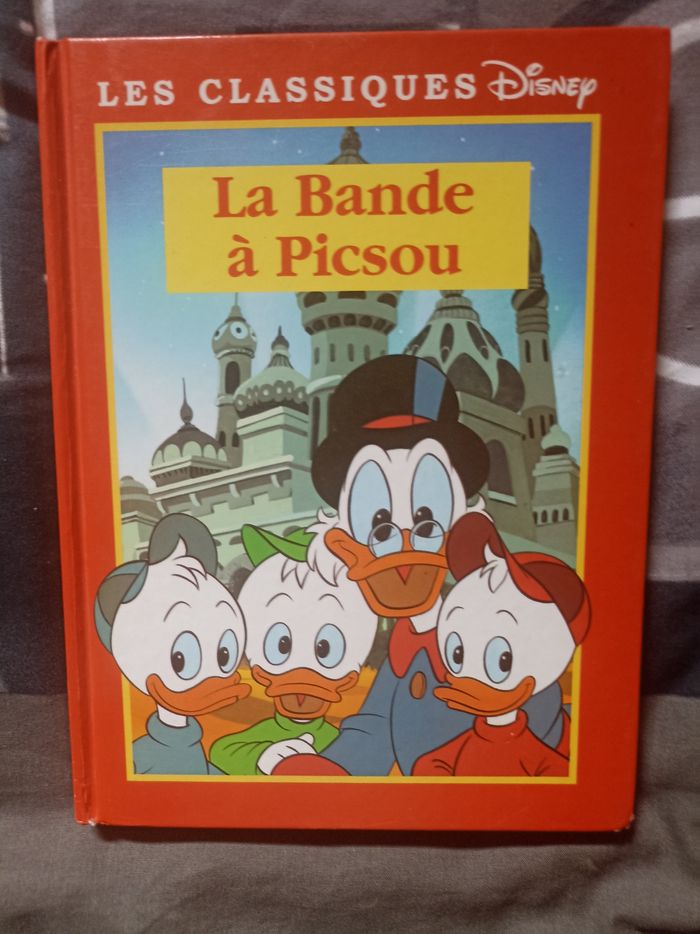 LES CLASSIQUES DISNEY
La Bande
à Picsou